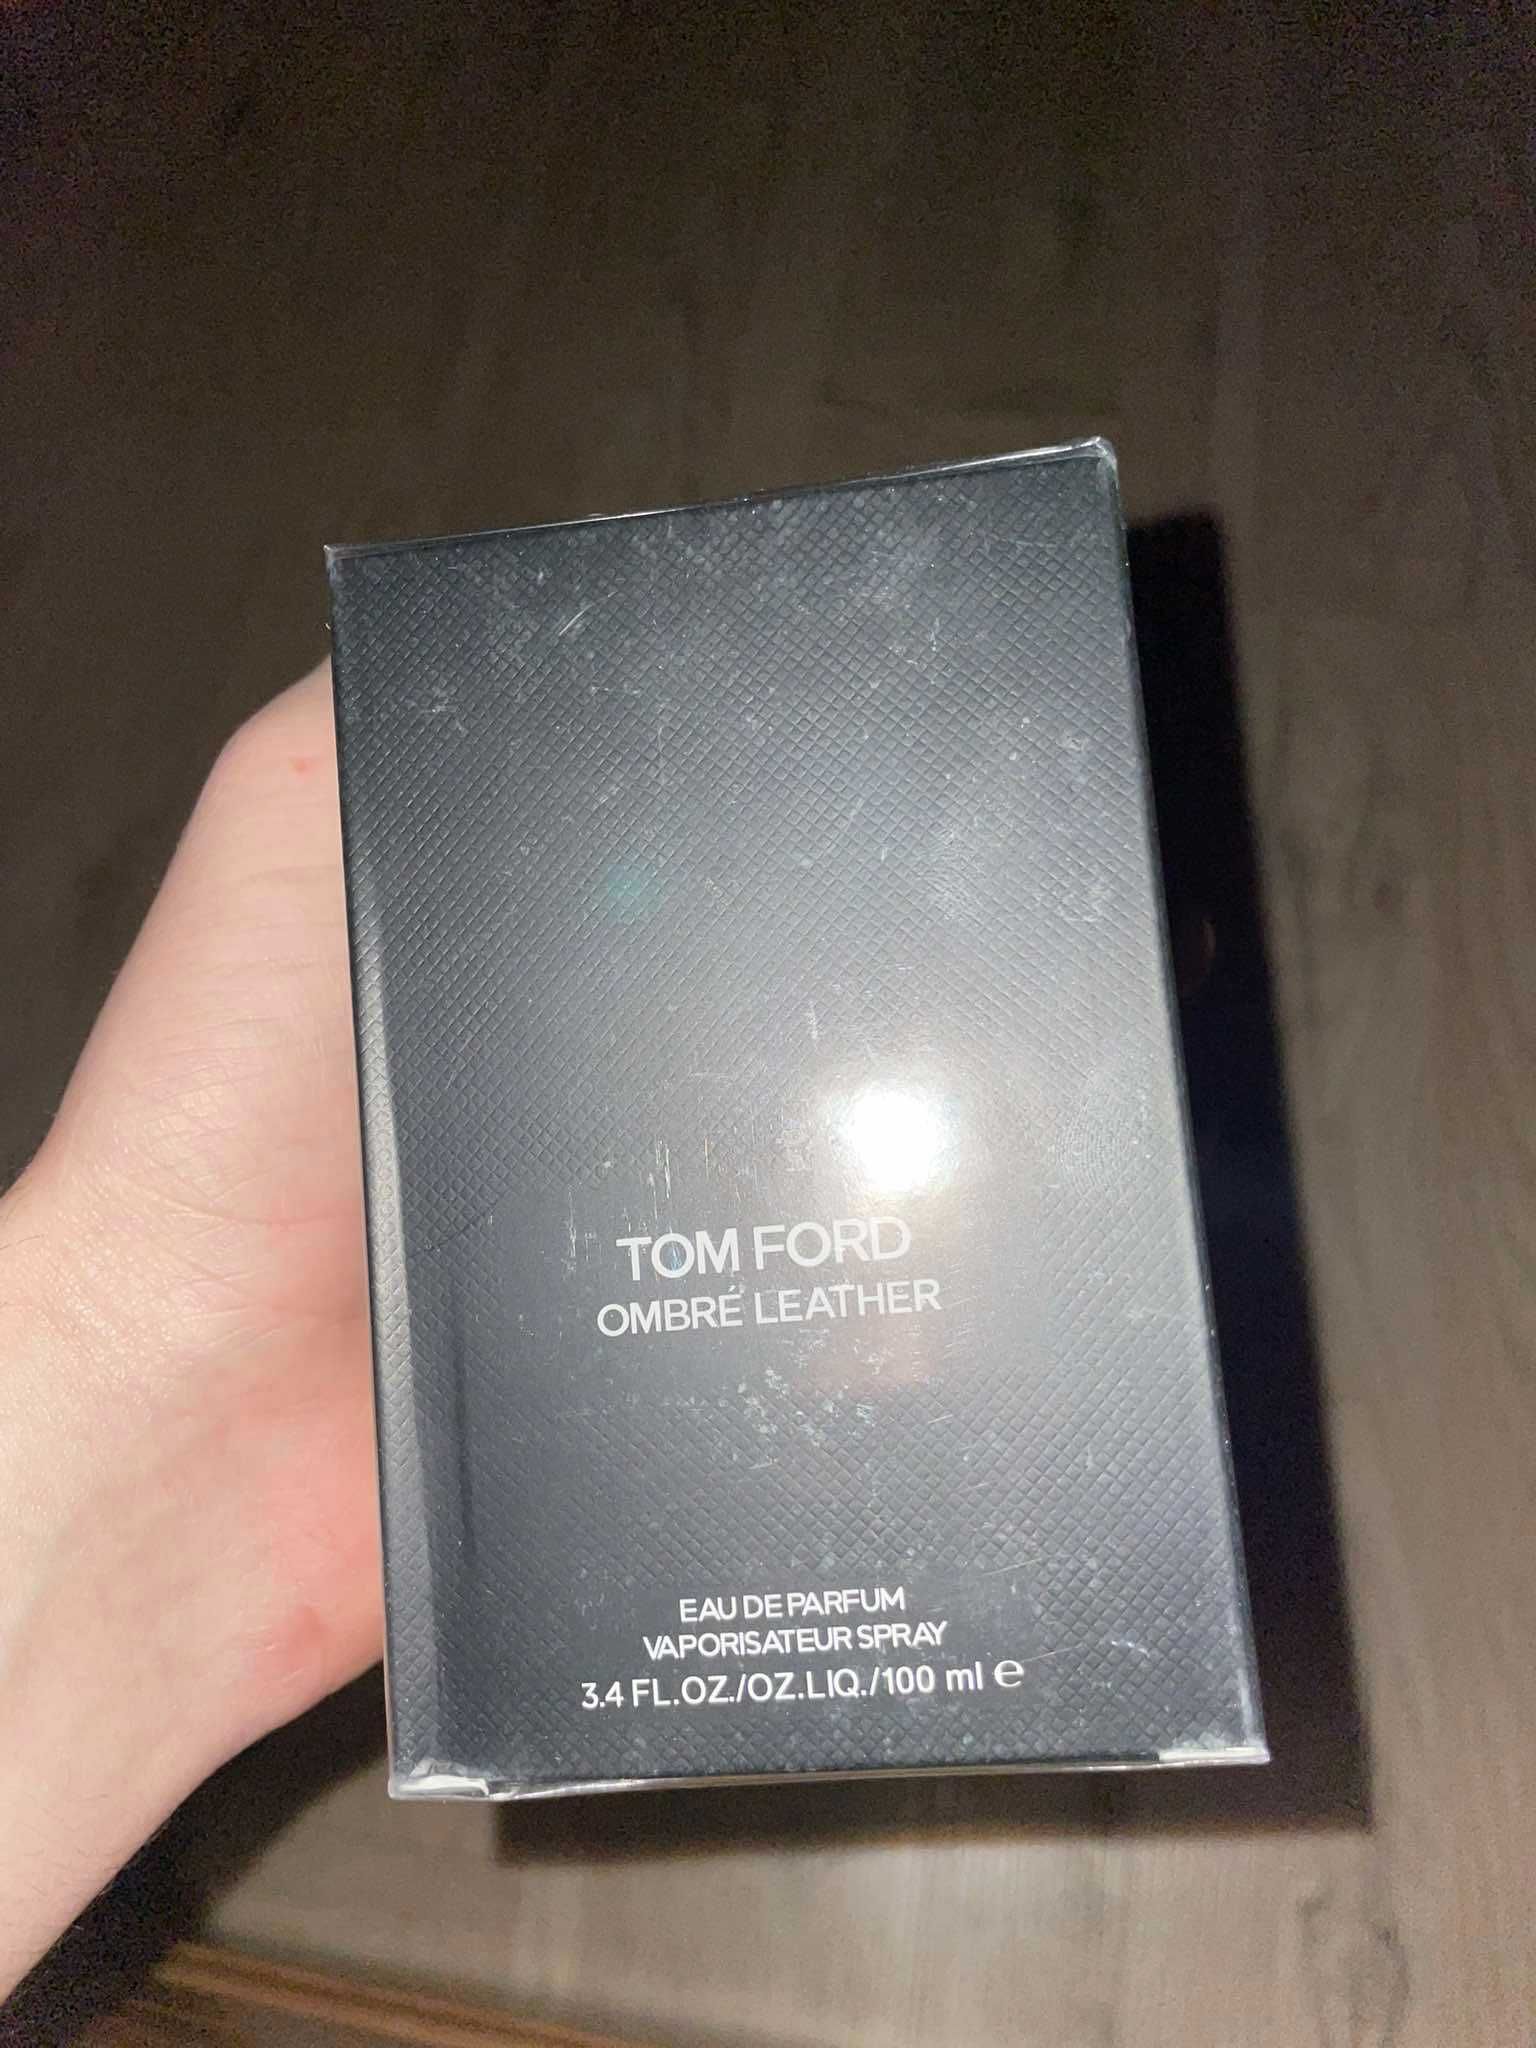 TOM FORD
OMBRÉ LEATHER
EAU DE PARFUM
VAPORISATEUR SPRAY
3.4 FL.OZ./OZ.LIQ./100 ml ℮